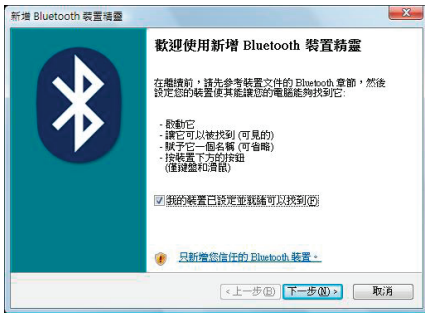 新增 Bluetooth 裝置精靈
歡迎使用新增 Bluetooth 裝置精靈
在繼續前，請先參考裝置文件的 Bluetooth 章節，然後
設定您的裝置使其能讓您的電腦能夠找到它:
- 啟動它
- 讓它可以被找到 (可見的)
- 賦予它一個名稱 (可省略)
- 按裝置下方的按鈕
(僅鍵盤和滑鼠)
我的裝置已設定並就緒可以找到(F)
只新增您信任的 Bluetooth 裝置。
<上一步(B) 下一步(N) > 取消